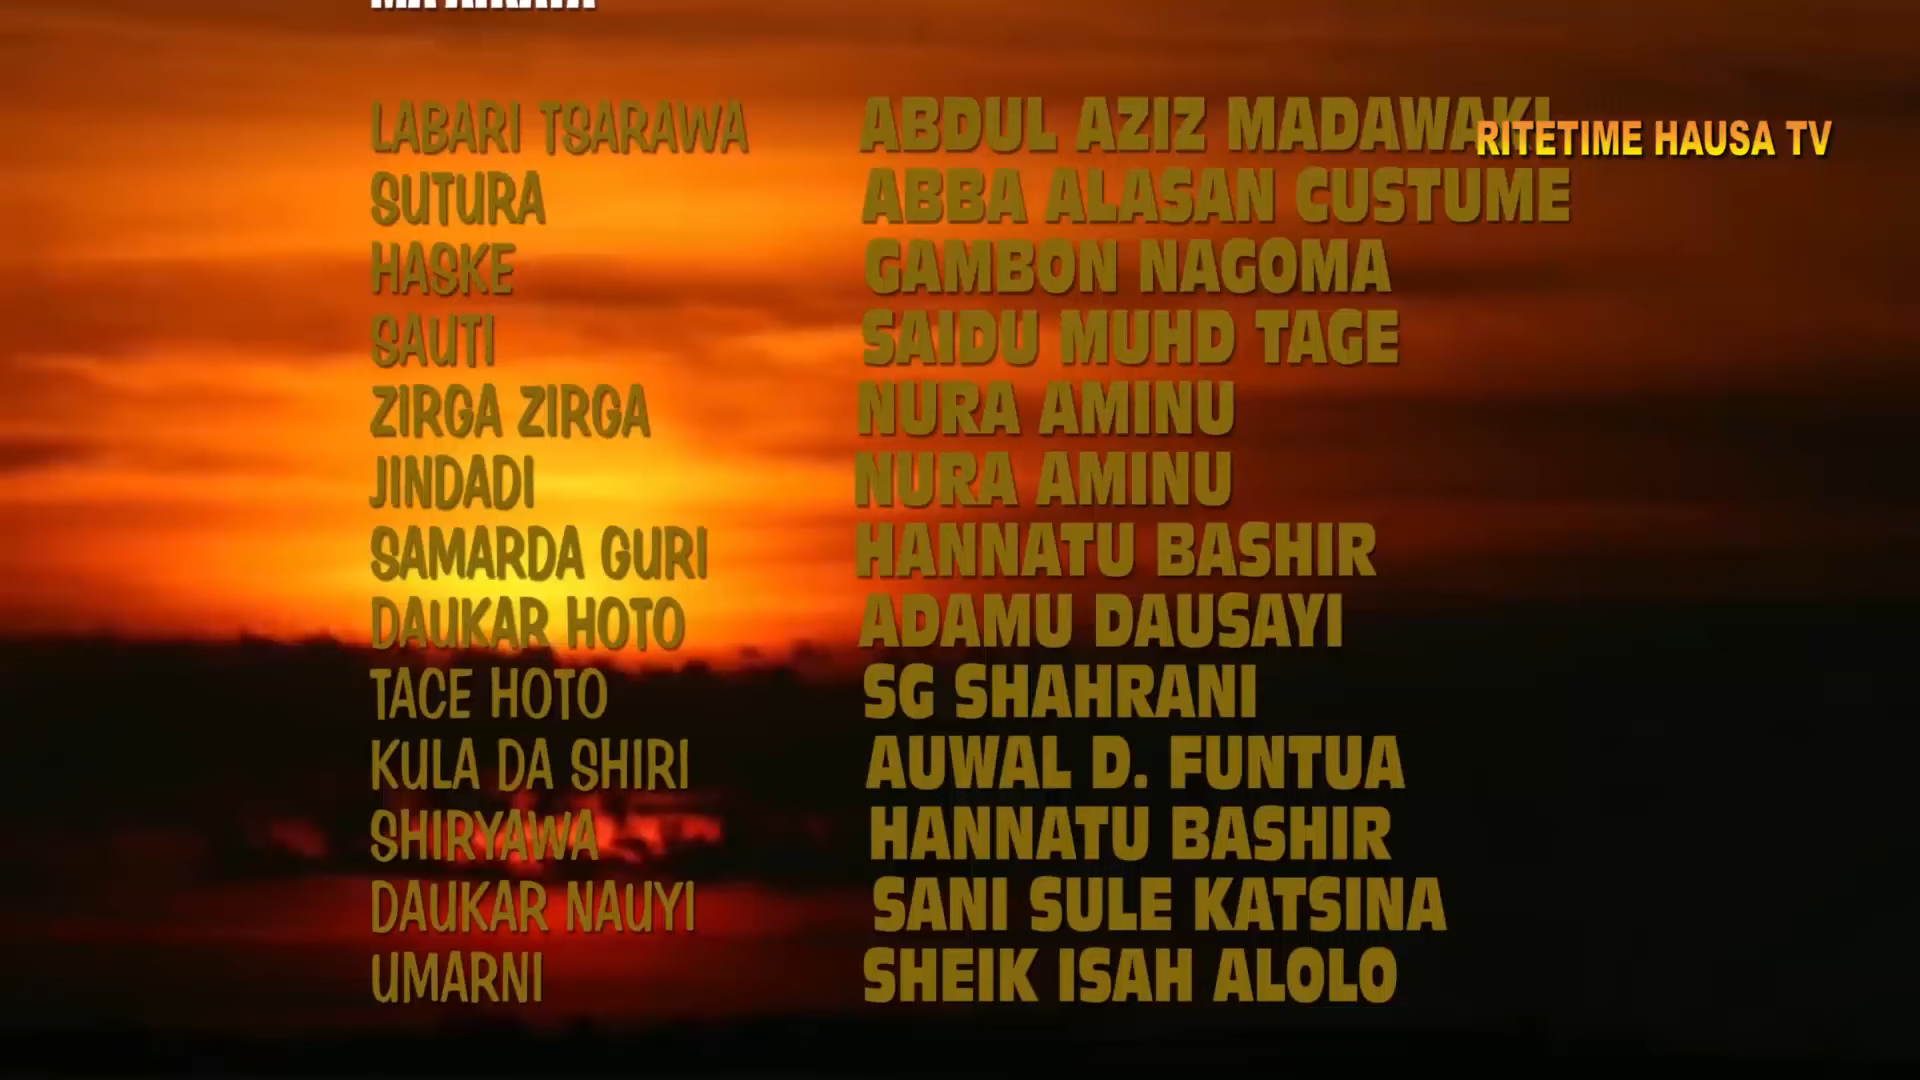 LABARI TSARAWA ABDUL AZIZ MADAWAKI
RITETIME HAUSA TV
SUTURA ABBA ALASAN CUSTUME
HASKE GAMBON NAGOMA
SAUTI SAIDU MUHD TAGE
ZIRGA ZIRGA NURA AMINU
JINDADI NURA AMINU
SAMARDA GURI HANNATU BASHIR
DAUKAR HOTO ADAMU DAUSAYI
TACE HOTO SG SHAHRANI
KULA DA SHIRI AUWAL D. FUNTUA
SHIRYAWA HANNATU BASHIR
DAUKAR NAUYI SANI SULE KATSINA
UMARNI SHEIK ISAH ALOLO